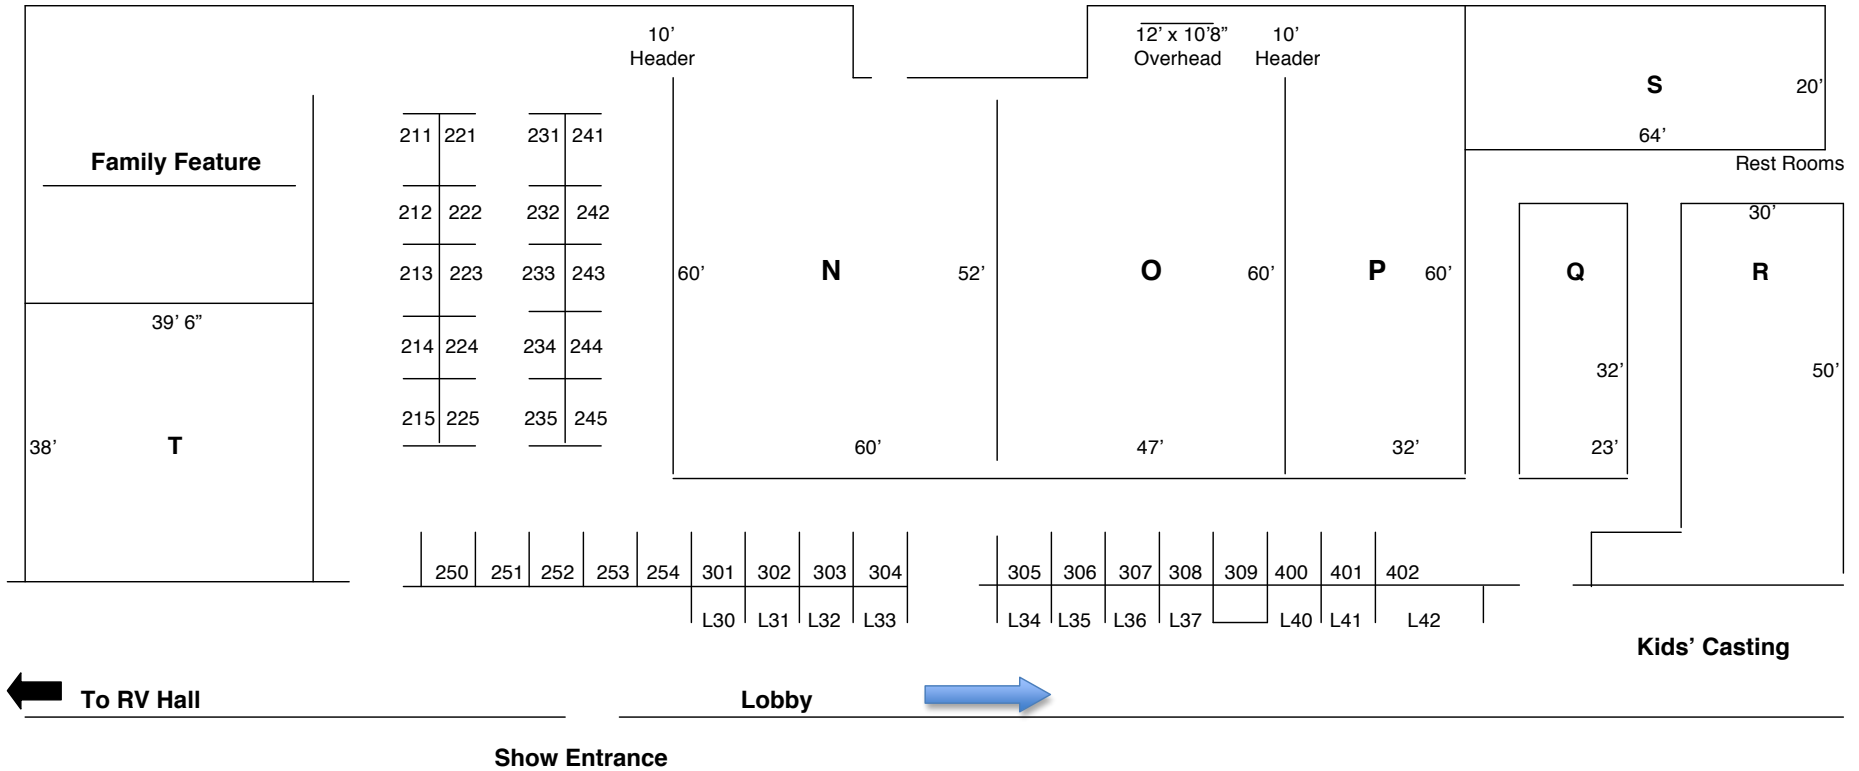 10’ Header
12’ x 10’8” Overhead
10’ Header
S
20’
64’
Rest Rooms
Family Feature
211 221 231 241
212 222 232 242
213 223 233 243
214 224 234 244
215 225 235 245
60’ N 52’ O 60’ P 60’
60’ 47’ 32’
Q
32’
23’
30’
R
50’
39’ 6”
38’ T
250 251 252 253 254 301 302 303 304 305 306 307 308 309 400 401 402
L30 L31 L32 L33 L34 L35 L36 L37 L40 L41 L42
Kids’ Casting
To RV Hall
Lobby
Show Entrance